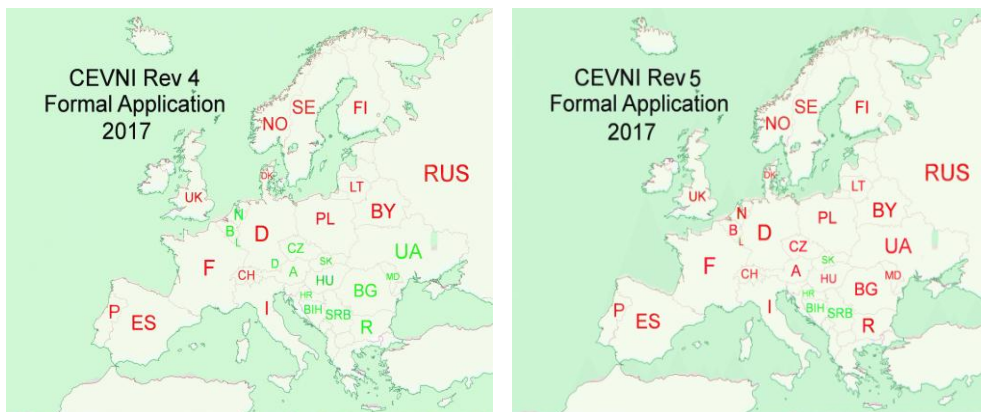 CEVNI Rev 4
Formal Application
2017
SE
FI
NO
RUS
DK
LT
UK
BY
N
PL
B
D
L
CZ
UA
SK
D
A
F
CH
HU
MD
HR
BG
BIH
I
SRB
P
ES
R
CEVNI Rev 5
Formal Application
2017
SE
FI
NO
RUS
DK
LT
UK
BY
N
PL
B
D
L
CZ
UA
SK
F
CH
A
HU
MD
HR
BG
BIH
I
SRB
P
ES
R